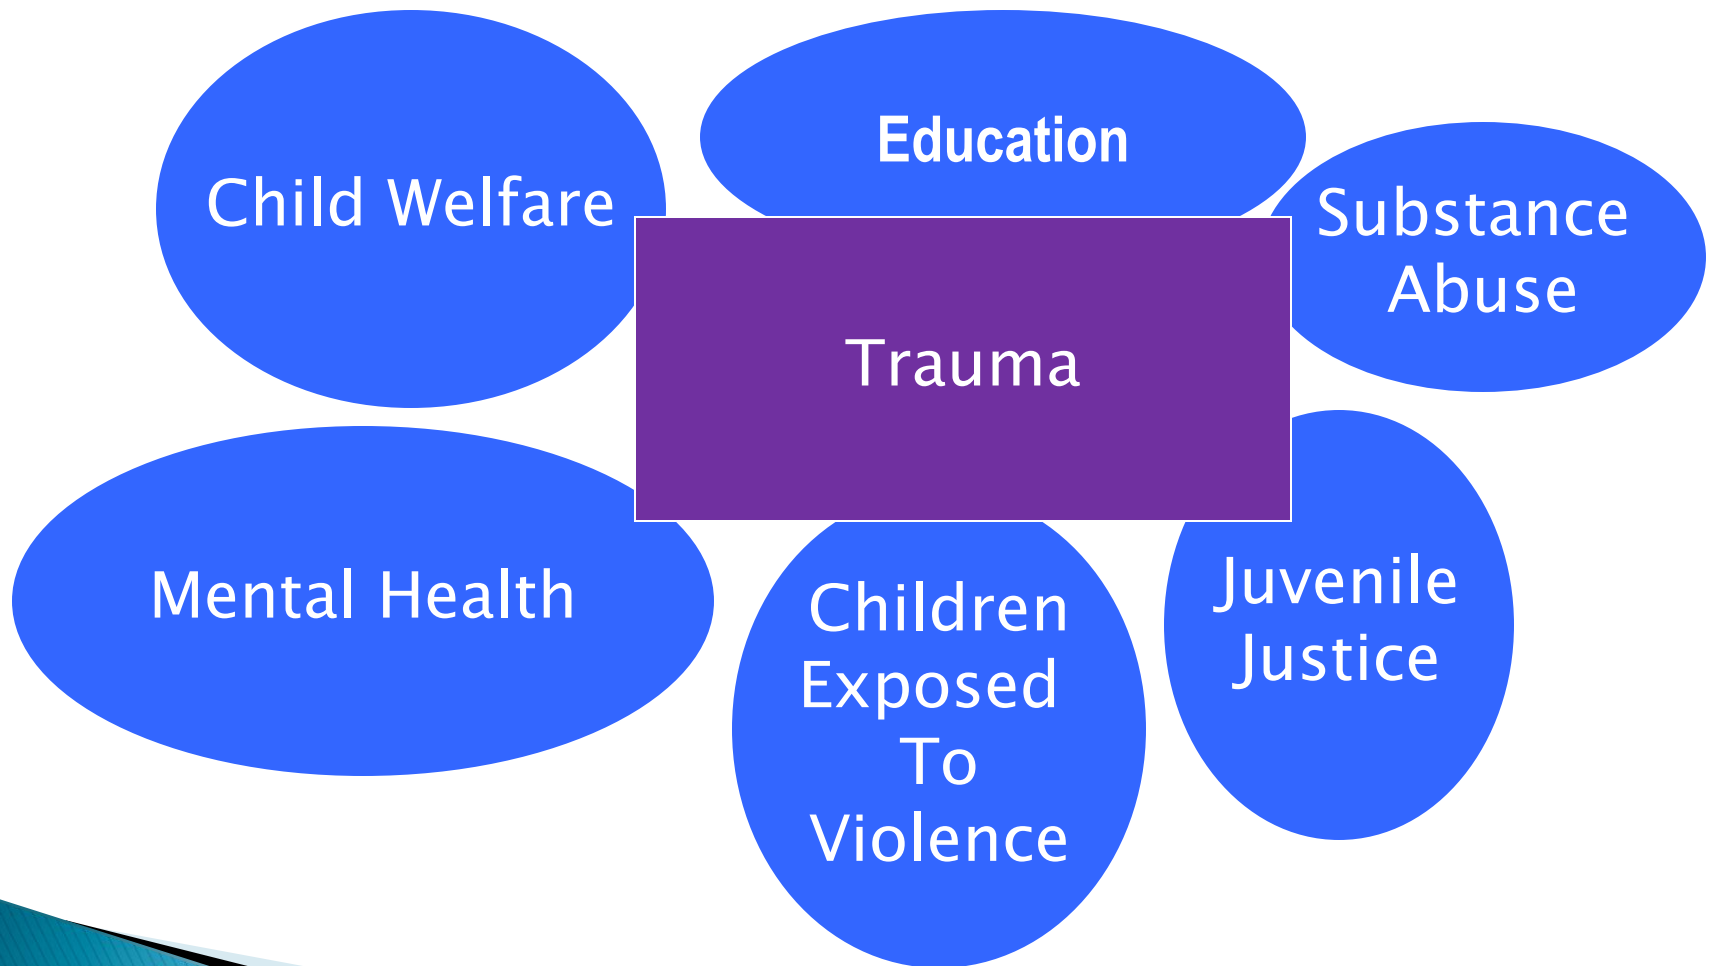 Education
Child Welfare
Substance
Abuse
Trauma
Mental Health
Children
Exposed
To
Violence
Juvenile
Justice